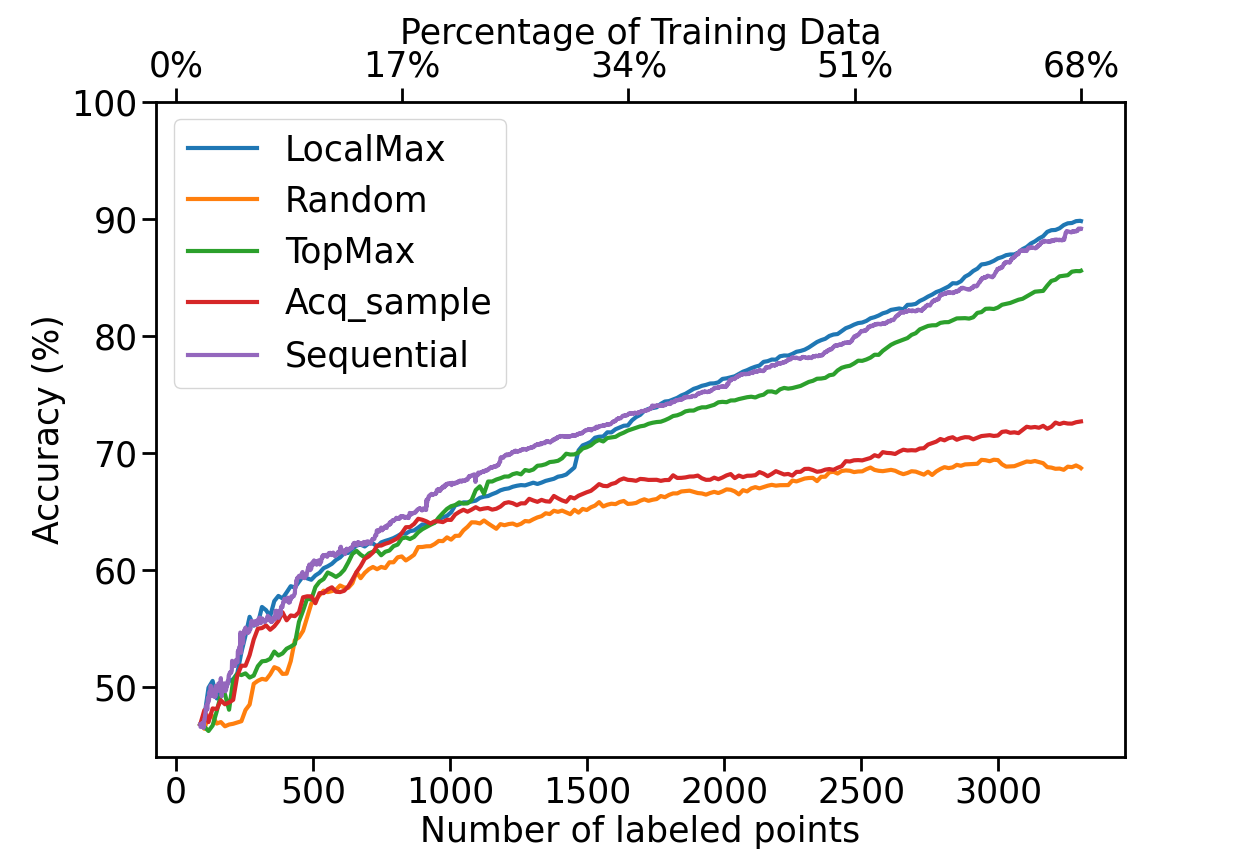 Percentage of Training Data
0% 17% 34% 51% 68%
100
90
80
70
60
50
Accuracy (%)
LocalMax
Random
TopMax
Acq_sample
Sequential
0 500 1000 1500 2000 2500 3000
Number of labeled points